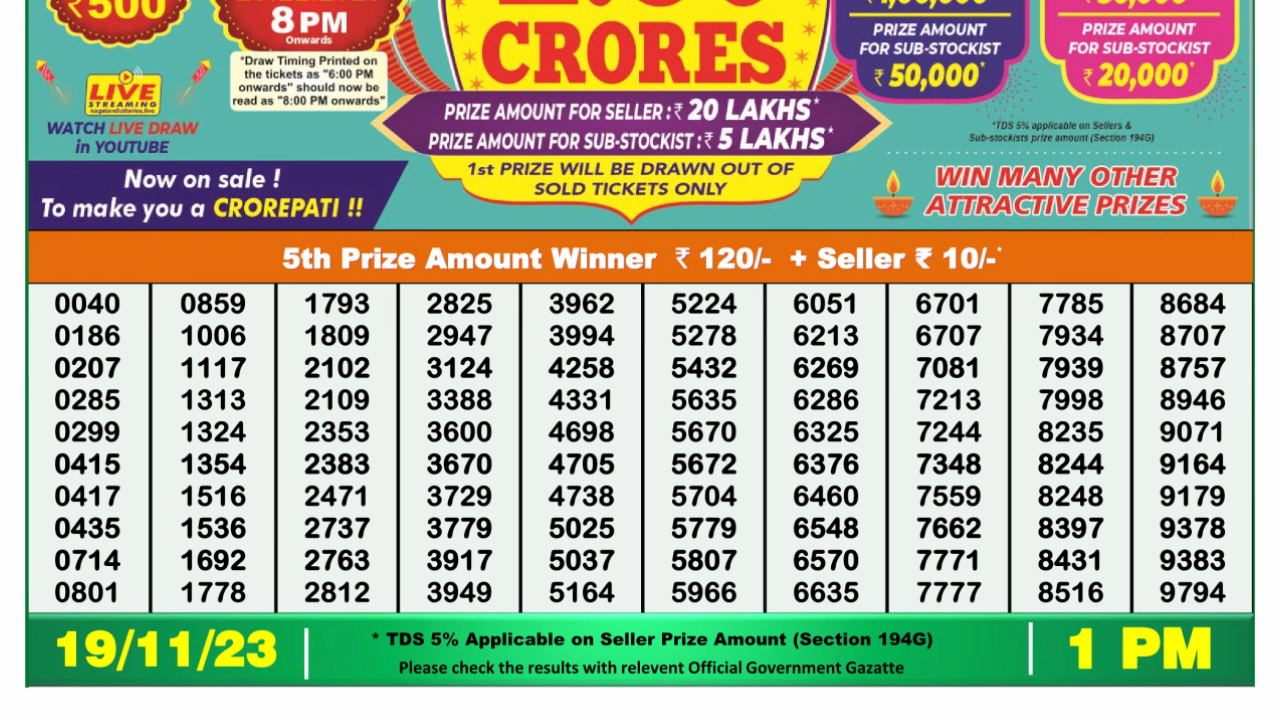 ₹500
8 PM
Onwards
*Draw Timing Printed on
the tickets as "6:00 PM
onwards" should now be
read as "8:00 PM onwards"
LIVE
STREAMING
nagalandlotteries.live
WATCH LIVE DRAW
in YOUTUBE
CRORES
PRIZE AMOUNT FOR SELLER :₹ 20 LAKHS*
PRIZE AMOUNT FOR SUB-STOCKIST :₹ 5 LAKHS*
1st PRIZE WILL BE DRAWN OUT OF
SOLD TICKETS ONLY
PRIZE AMOUNT
FOR SUB-STOCKIST
₹ 50,000*
PRIZE AMOUNT
FOR SUB-STOCKIST
₹ 20,000*
*TDS 5% applicable on Sellers &
Sub-stockists prize amount (Section 194G)
Now on sale !
To make you a CROREPATI !!
WIN MANY OTHER
ATTRACTIVE PRIZES
5th Prize Amount Winner ₹ 120/- + Seller ₹ 10/-*
0040 0859 1793 2825 3962 5224 6051 6701 7785 8684
0186 1006 1809 2947 3994 5278 6213 6707 7934 8707
0207 1117 2102 3124 4258 5432 6269 7081 7939 8757
0285 1313 2109 3388 4331 5635 6286 7213 7998 8946
0299 1324 2353 3600 4698 5670 6325 7244 8235 9071
0415 1354 2383 3670 4705 5672 6376 7348 8244 9164
0417 1516 2471 3729 4738 5704 6460 7559 8248 9179
0435 1536 2737 3779 5025 5779 6548 7662 8397 9378
0714 1692 2763 3917 5037 5807 6570 7771 8431 9383
0801 1778 2812 3949 5164 5966 6635 7777 8516 9794
19/11/23
* TDS 5% Applicable on Seller Prize Amount (Section 194G)
Please check the results with relevent Official Government Gazatte
1 PM